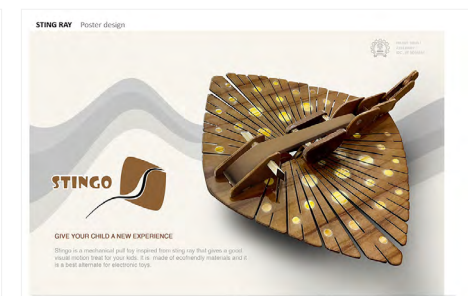 STING RAY Poster design
STINGO
GIVE YOUR CHILD A NEW EXPERIENCE
Stingo is a mechanical pull toy inspired from sting ray that gives a good
visual motion treat for your kids. It is made of ecofriendly materials and it
is a best alternate for electronic toys.